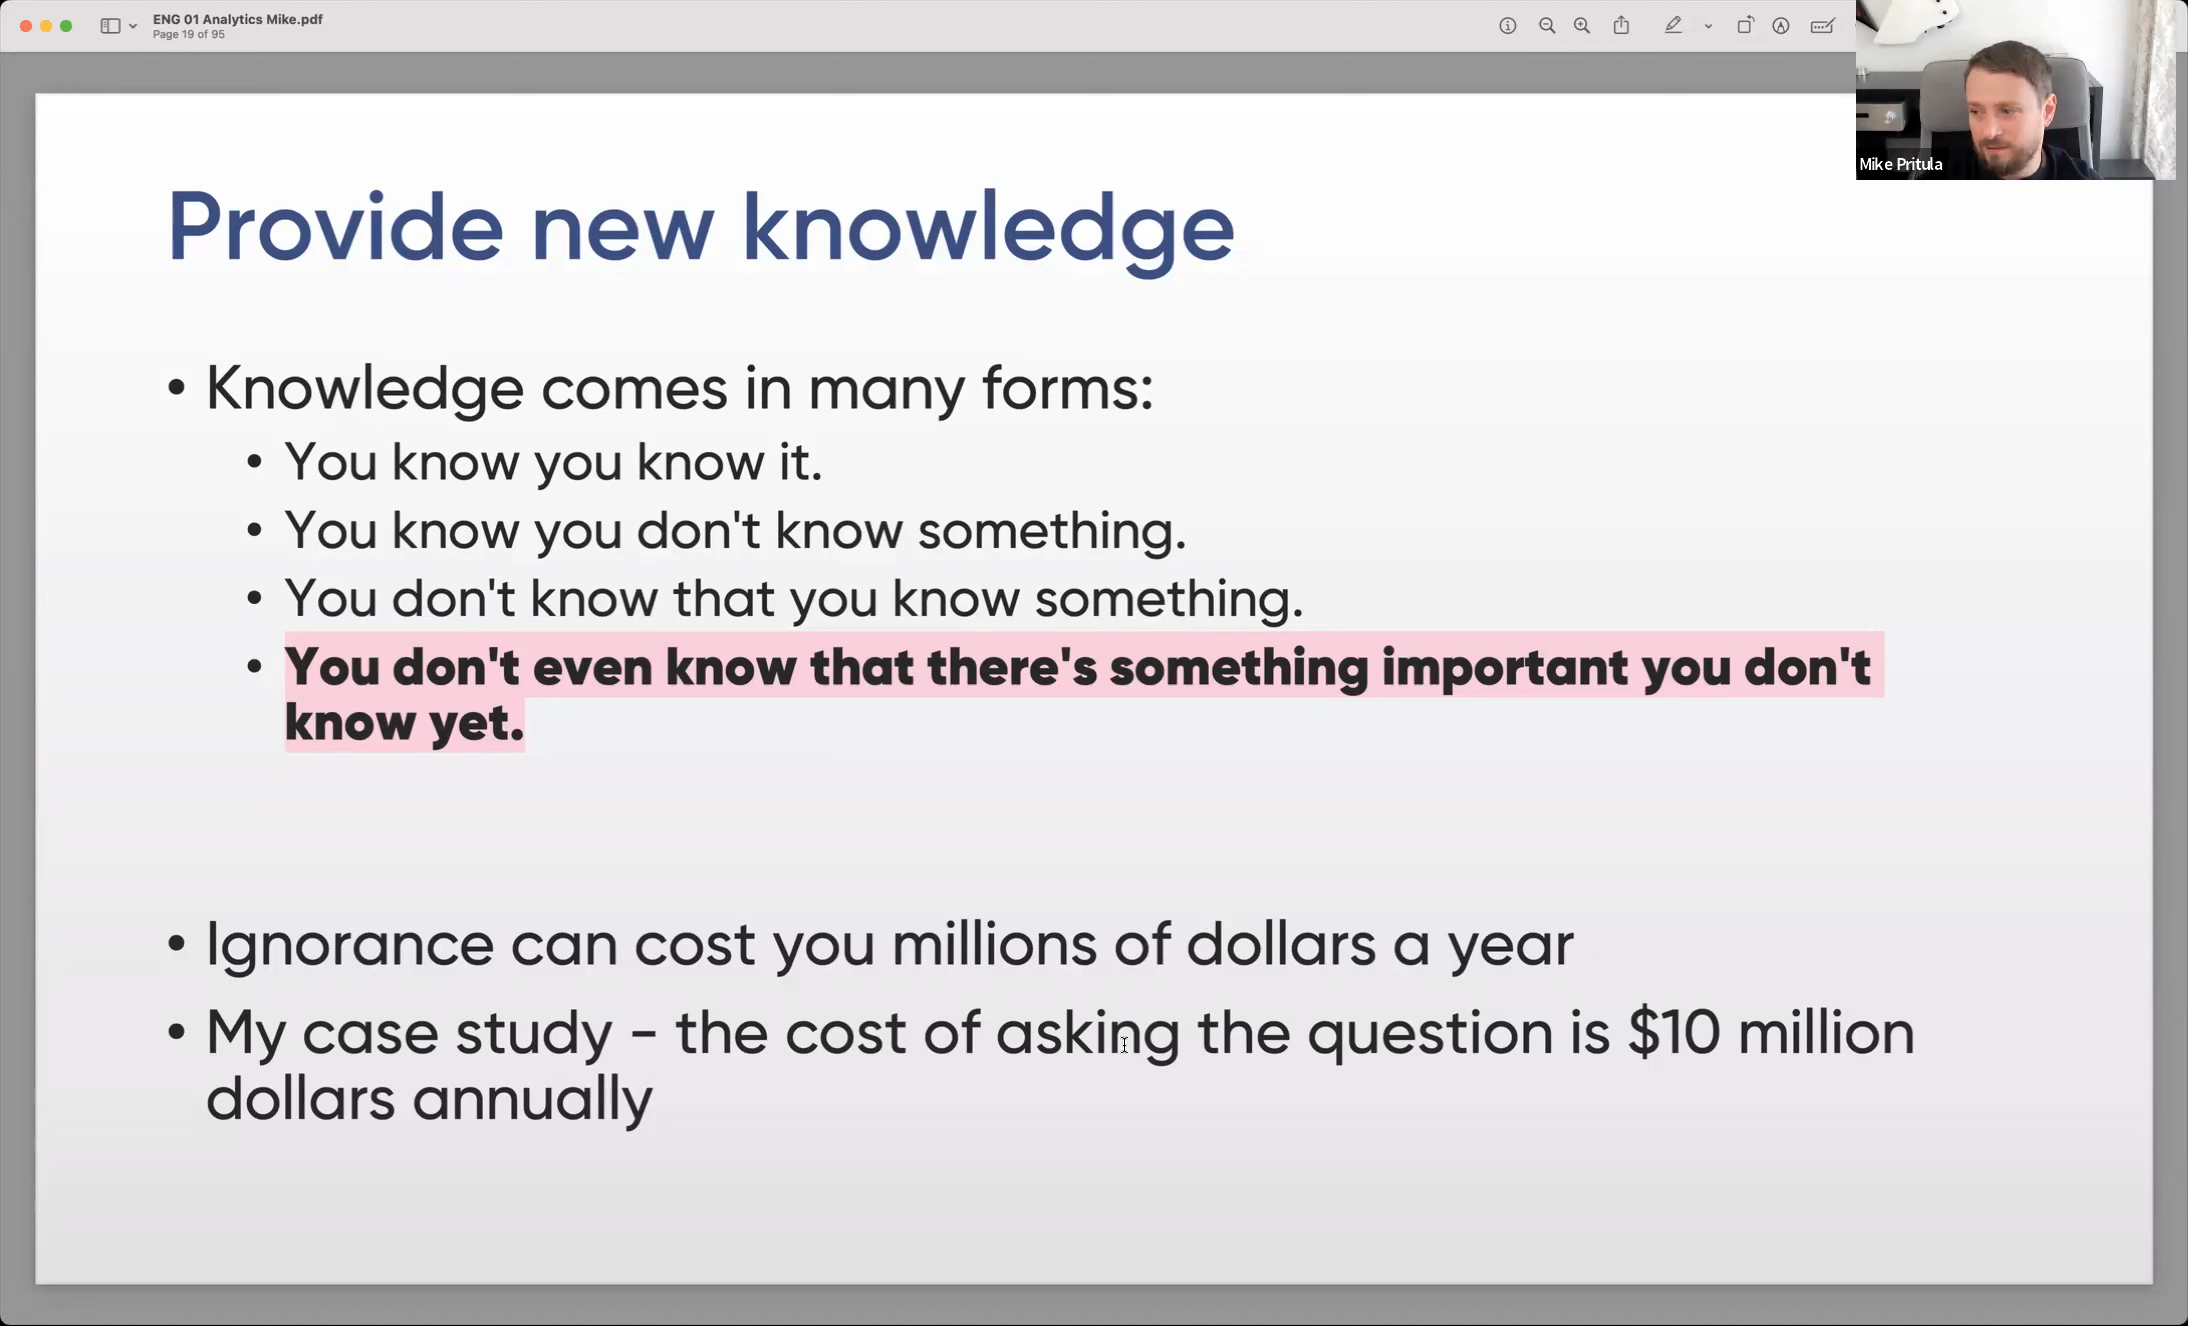 ENG 01 Analytics Mike.pdf
Page 19 of 95
Mike Pritula
Provide new knowledge
• Knowledge comes in many forms:
• You know you know it.
• You know you don't know something.
• You don't know that you know something.
• You don't even know that there's something important you don't
know yet.
• Ignorance can cost you millions of dollars a year
• My case study - the cost of asking the question is $10 million
dollars annually